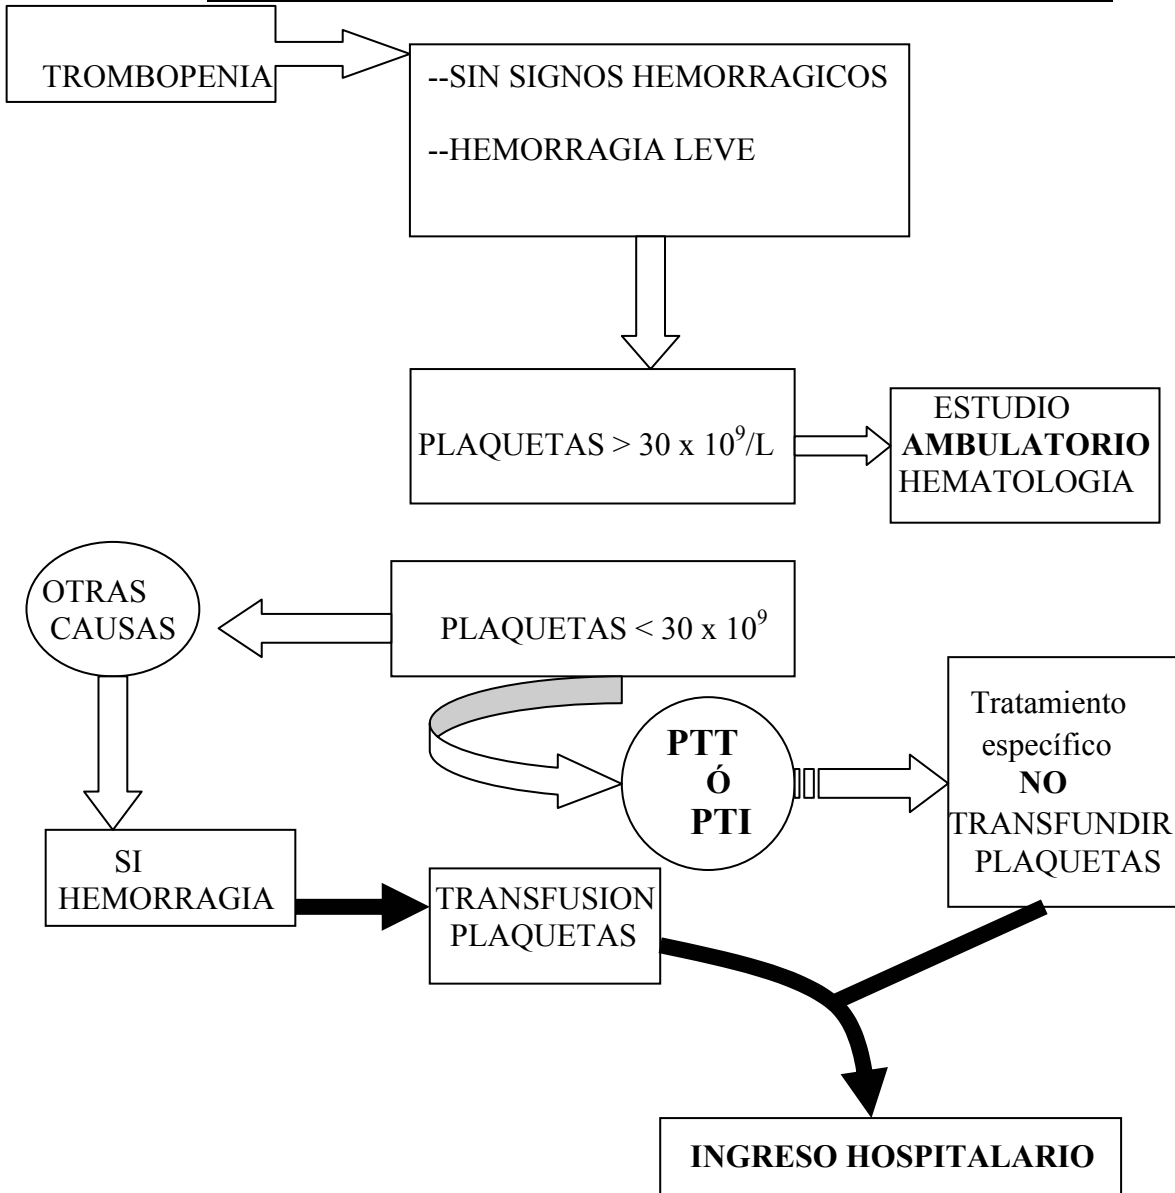 TROMBOPENIA
--SIN SIGNOS HEMORRAGICOS
--HEMORRAGIA LEVE
PLAQUETAS > 30 x 10⁹/L
ESTUDIO
AMBULATORIO
HEMATOLOGIA
OTRAS
CAUSAS
PLAQUETAS < 30 x 10⁹
PTT
Ó
PTI
Tratamiento
específico
NO
TRANSFUNDIR
PLAQUETAS
SI
HEMORRAGIA
TRANSFUSION
PLAQUETAS
INGRESO HOSPITALARIO